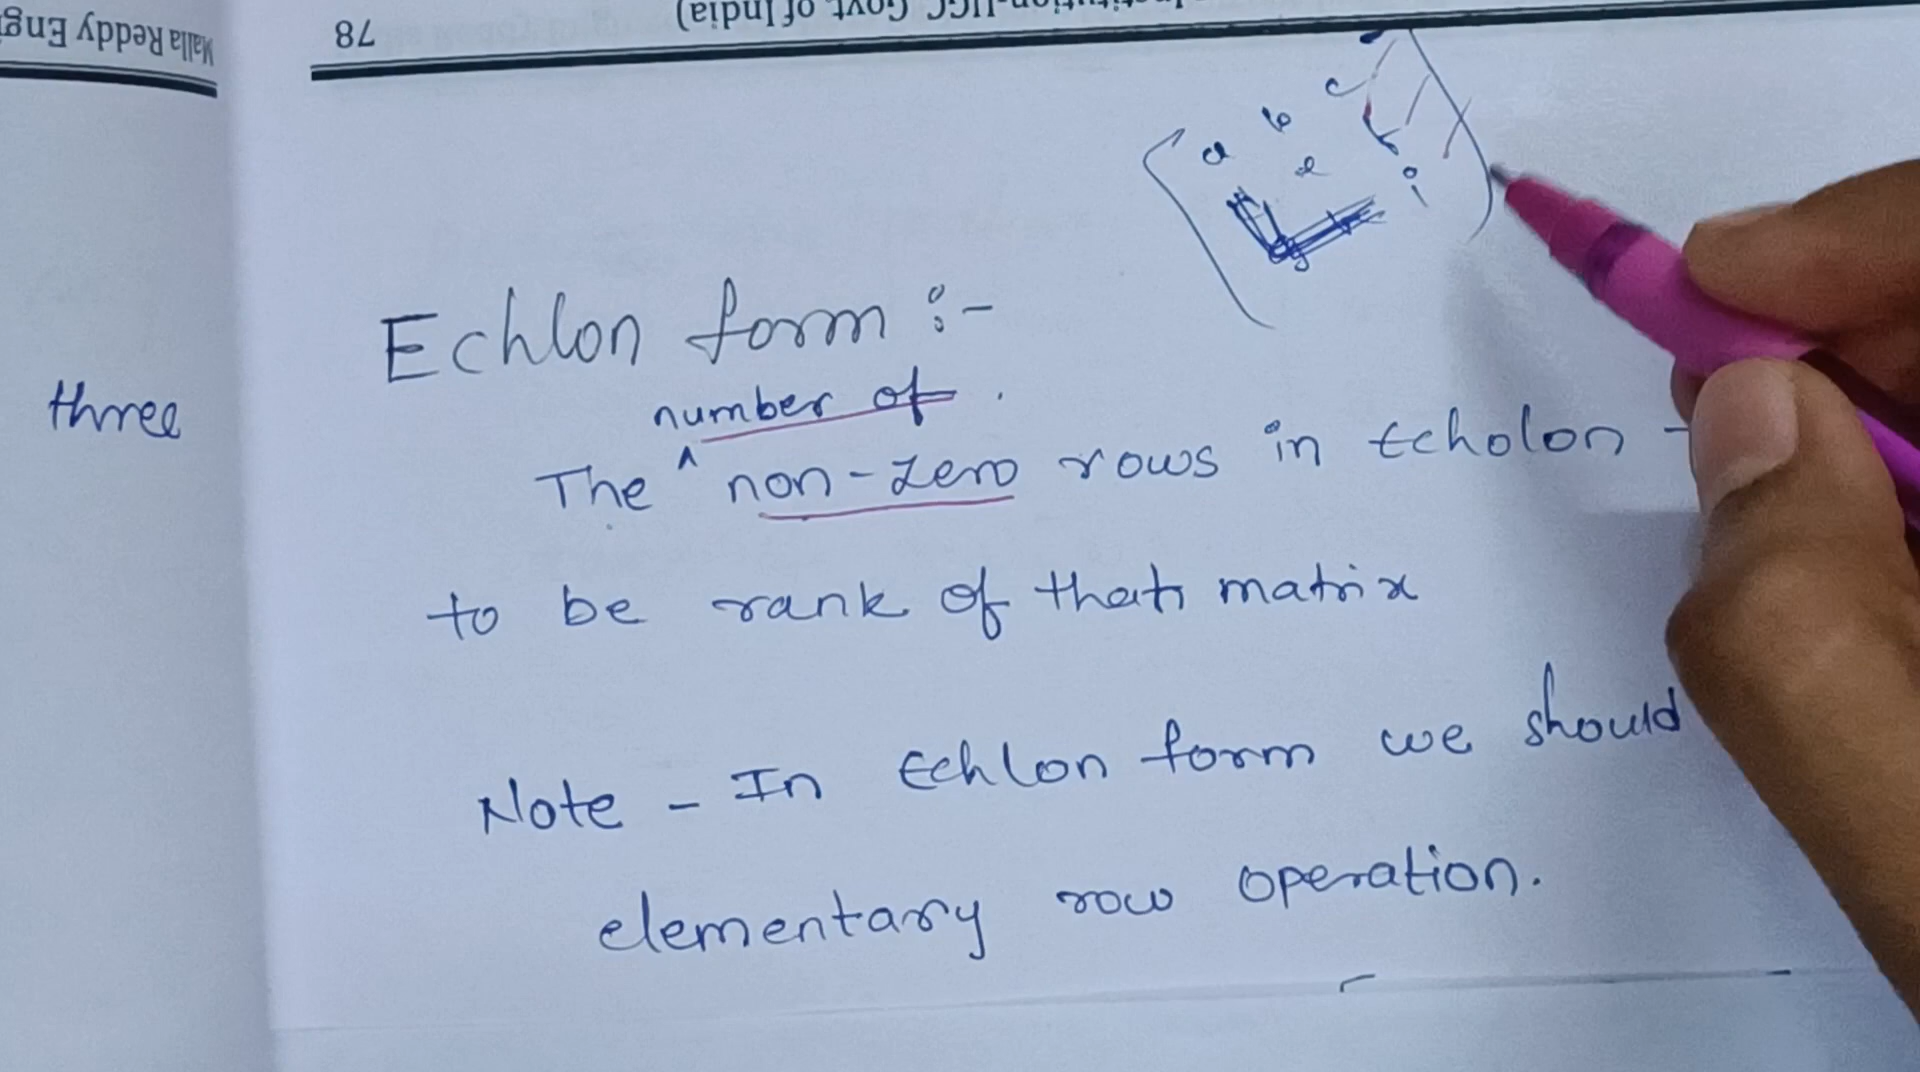 Malla Reddy Eng
78
UGC, Govt. of India)
three
a b c
Echlon form :-
number of
The ^ non-zero rows in Echolon -
to be rank of that matrix
Note - In Echlon form we should
elementary row operation.